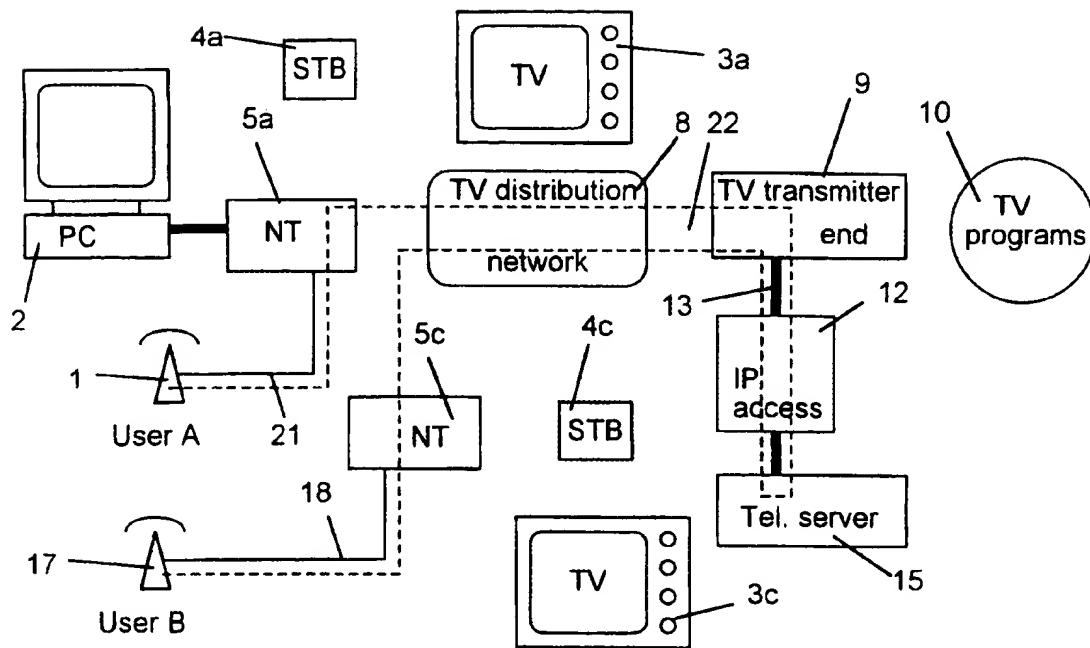 4a
STB
TV
3a
9
5a
8
22
10
TV distribution
TV transmitter
TV
programs
PC
NT
end
network
2
13
12
5c
4c
1
IP
access
User A
21
NT
STB
18
Tel. server
17
TV
15
User B
3c